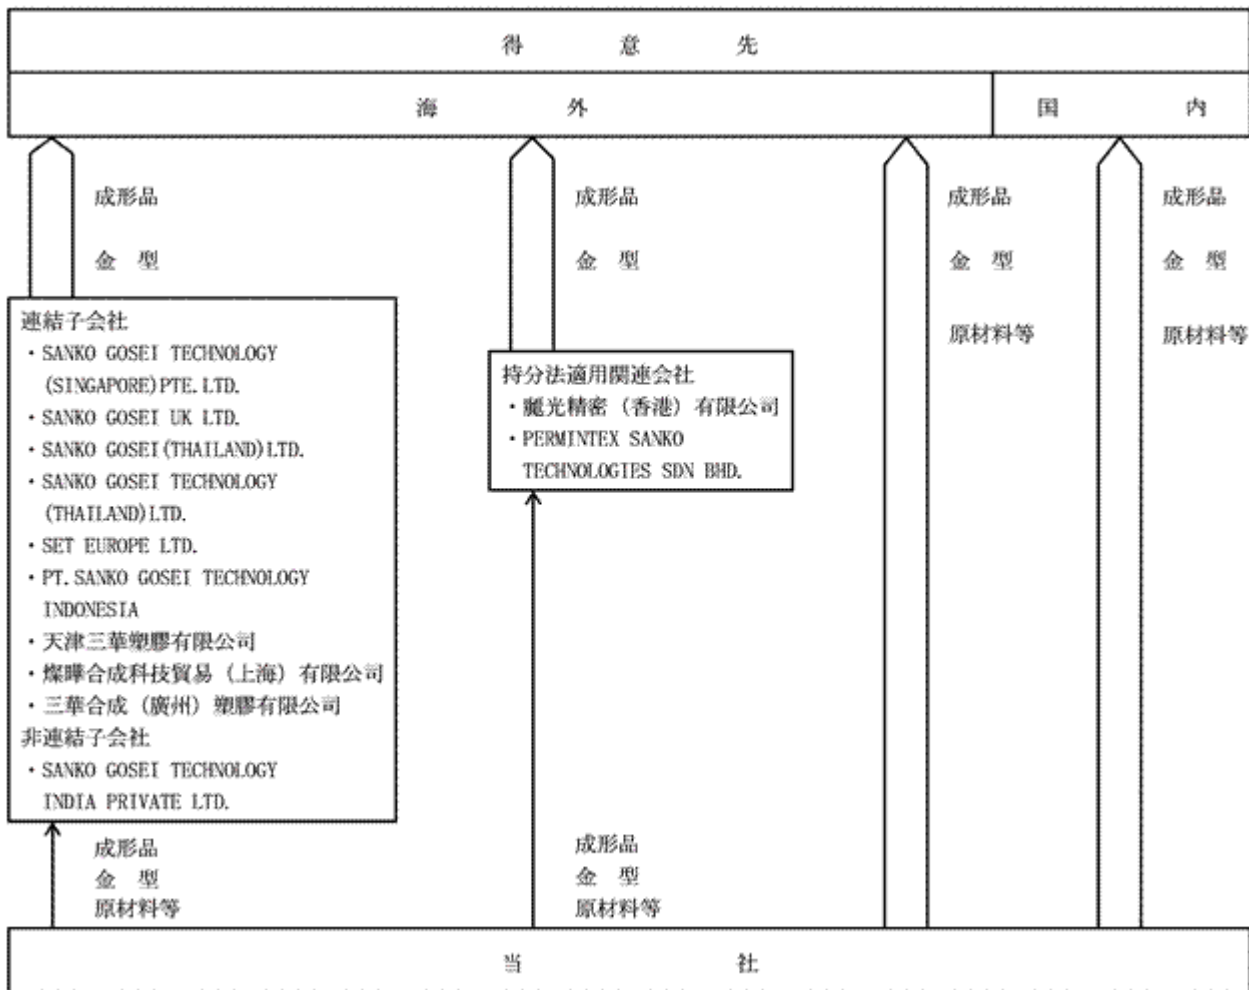 得意先
海外
国内
成形品
金型
成形品
金型
成形品
金型
原材料等
成形品
金型
原材料等
連結子会社
・SANKO GOSEI TECHNOLOGY
(SINGAPORE)PTE.LTD.
・SANKO GOSEI UK LTD.
・SANKO GOSEI(THAILAND)LTD.
・SANKO GOSEI TECHNOLOGY
(THAILAND)LTD.
・SET EUROPE LTD.
・PT.SANKO GOSEI TECHNOLOGY
INDONESIA
・天津三華塑膠有限公司
・燦曄合成科技貿易（上海）有限公司
・三華合成（廣州）塑膠有限公司
非連結子会社
・SANKO GOSEI TECHNOLOGY
INDIA PRIVATE LTD.
持分法適用関連会社
・麗光精密（香港）有限公司
・PERMINTEX SANKO
TECHNOLOGIES SDN BHD.
成形品
金型
原材料等
成形品
金型
原材料等
当社